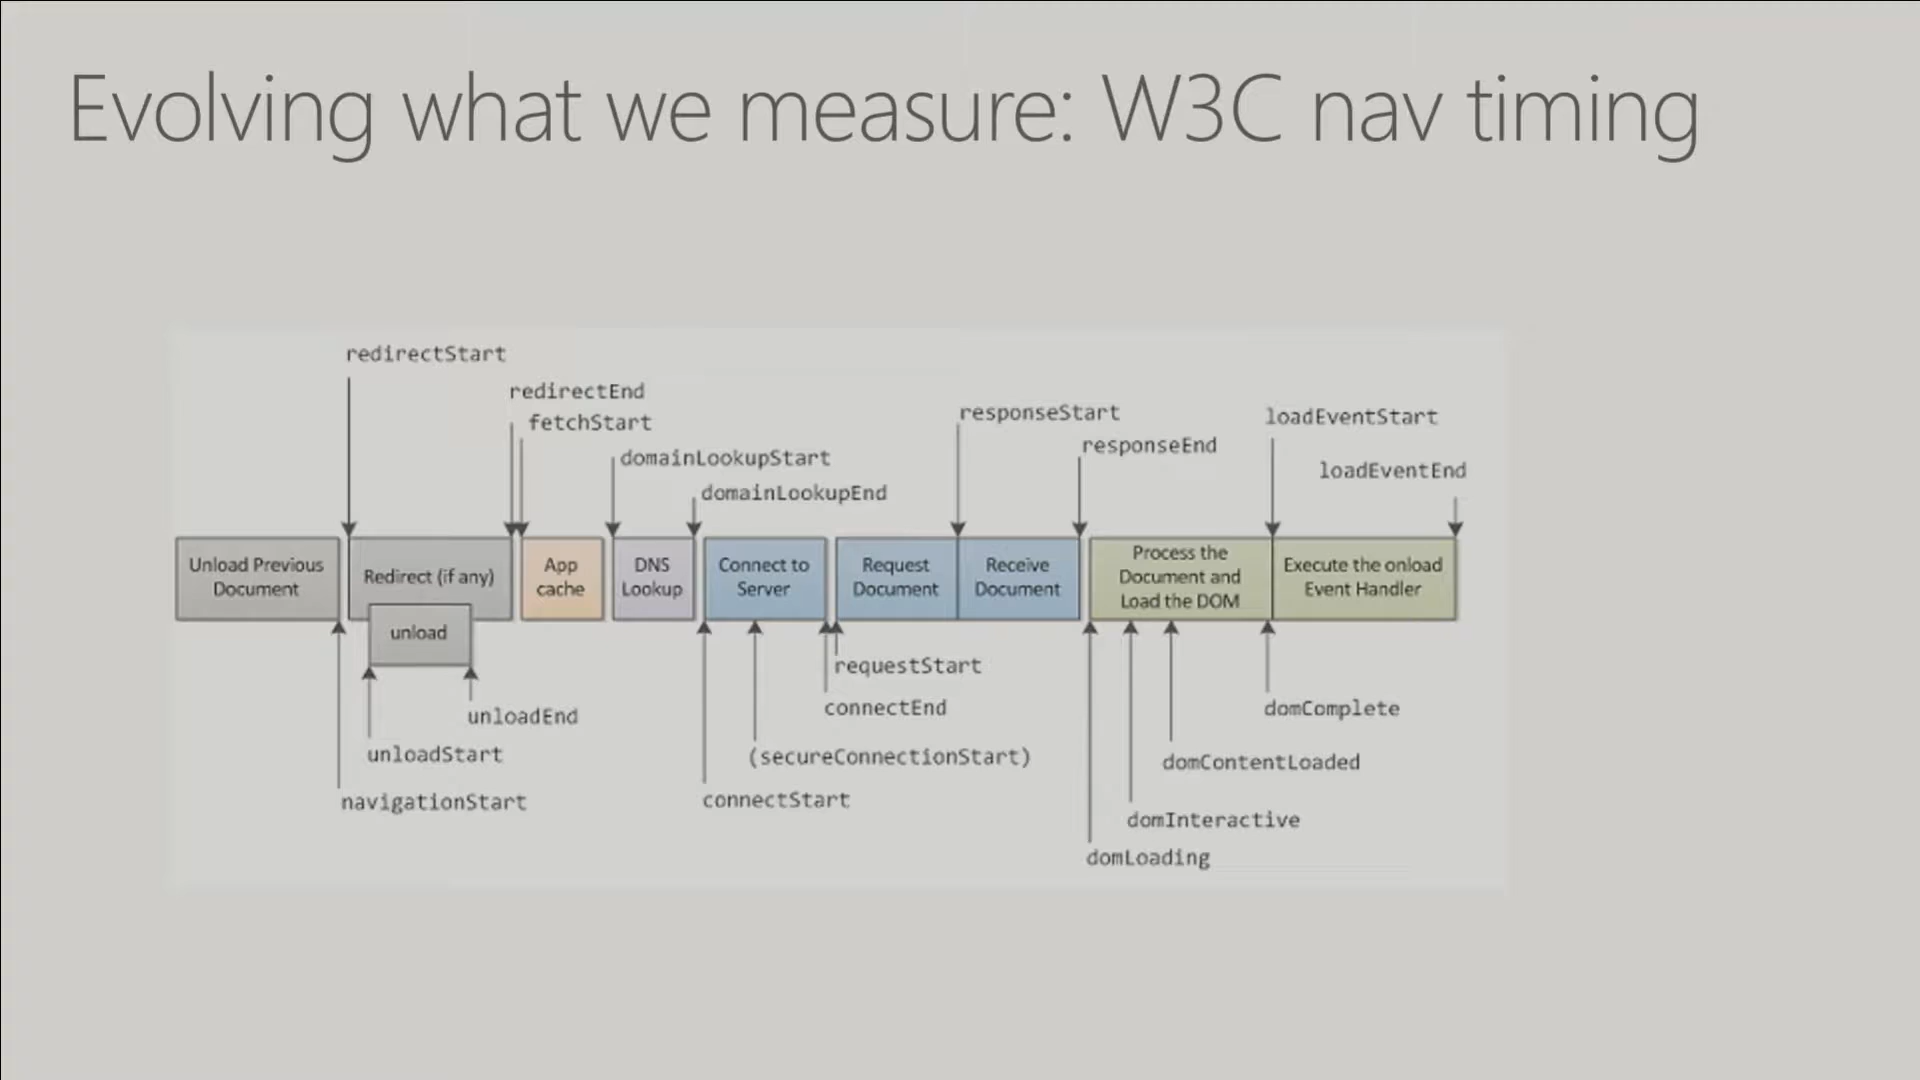 Evolving what we measure: W3C nav timing
redirectStart
redirectEnd
fetchStart
domainLookupStart
domainLookupEnd
responseStart
responseEnd
loadEventStart
loadEventEnd
Unload Previous
Document
Redirect (if any)
unload
App
cache
DNS
Lookup
Connect to
Server
Request
Document
Receive
Document
Process the
Document and
Load the DOM
Execute the onload
Event Handler
requestStart
connectEnd
(secureConnectionStart)
connectStart
unloadEnd
unloadStart
navigationStart
domComplete
domContentLoaded
domInteractive
domLoading